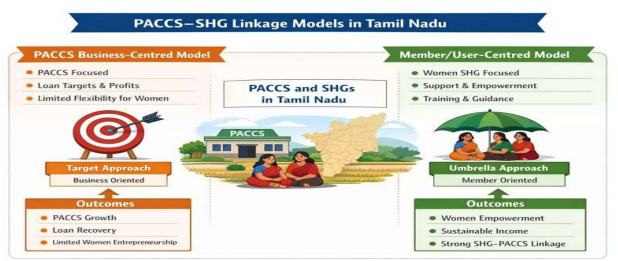 PACCS–SHG Linkage Models in Tamil Nadu
PACCS Business-Centred Model
PACCS Focused
Loan Targets & Profits
Limited Flexibility for Women
Target Approach
Business Oriented
Outcomes
PACCS Growth
Loan Recovery
Limited Women Entrepreneurship
PACCS and SHGs
in Tamil Nadu
PACCS
Member/User-Centred Model
Women SHG Focused
Support & Empowerment
Training & Guidance
Umbrella Approach
Member Oriented
Outcomes
Women Empowerment
Sustainable Income
Strong SHG-PACCS Linkage